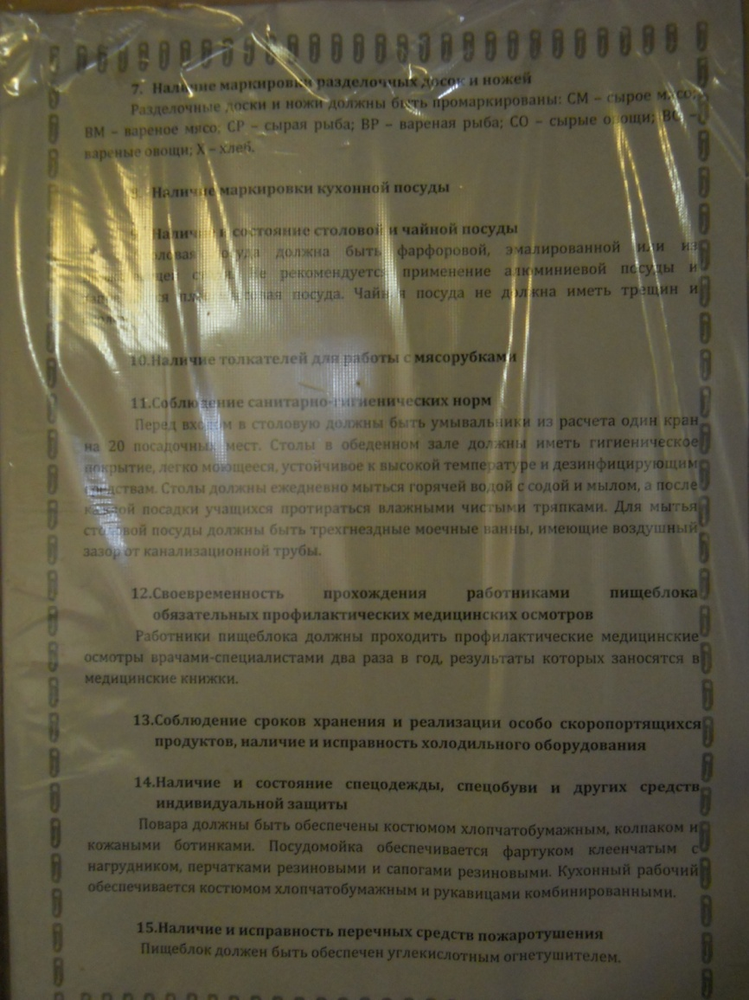 7. Наличие маркировки разделочных досок и ножей
Разделочные доски и ножи должны быть промаркированы: СМ – сырое мясо;
ВМ – вареное мясо; СР – сырая рыба; ВР – вареная рыба; СО – сырые овощи; ВО –
вареные овощи; Х – хлеб.
Наличие маркировки кухонной посуды
Наличие и состояние столовой и чайной посуды
посуда должна быть фарфоровой, эмалированной или из
не рекомендуется применение алюминиевой посуды и
посуда. Чайная посуда не должна иметь трещин и
10.Наличие толкателей для работы с мясорубками
11.Соблюдение санитарно-гигиенических норм
Перед входом в столовую должны быть умывальники из расчета один кран
на 20 посадочных мест. Столы в обеденном зале должны иметь гигиеническое
покрытие, легко моющееся, устойчивое к высокой температуре и дезинфицирующим
средствам. Столы должны ежедневно мыться горячей водой с содой и мылом, а после
каждой посадки учащихся протираться влажными чистыми тряпками. Для мытья
столовой посуды должны быть трехгнездные моечные ванны, имеющие воздушный
зазор от канализационной трубы.
12.Своевременность прохождения работниками пищеблока
обязательных профилактических медицинских осмотров
Работники пищеблока должны проходить профилактические медицинские
осмотры врачами-специалистами два раза в год, результаты которых заносятся в
медицинские книжки.
13.Соблюдение сроков хранения и реализации особо скоропортящихся
продуктов, наличие и исправность холодильного оборудования
14.Наличие и состояние спецодежды, спецобуви и других средств
индивидуальной защиты
Повара должны быть обеспечены костюмом хлопчатобумажным, колпаком и
кожаными ботинками. Посудомойка обеспечивается фартуком клеенчатым с
нагрудником, перчатками резиновыми и сапогами резиновыми. Кухонный рабочий
обеспечивается костюмом хлопчатобумажным и рукавицами комбинированными.
15.Наличие и исправность перечных средств пожаротушения
Пищеблок должен быть обеспечен углекислотным огнетушителем.